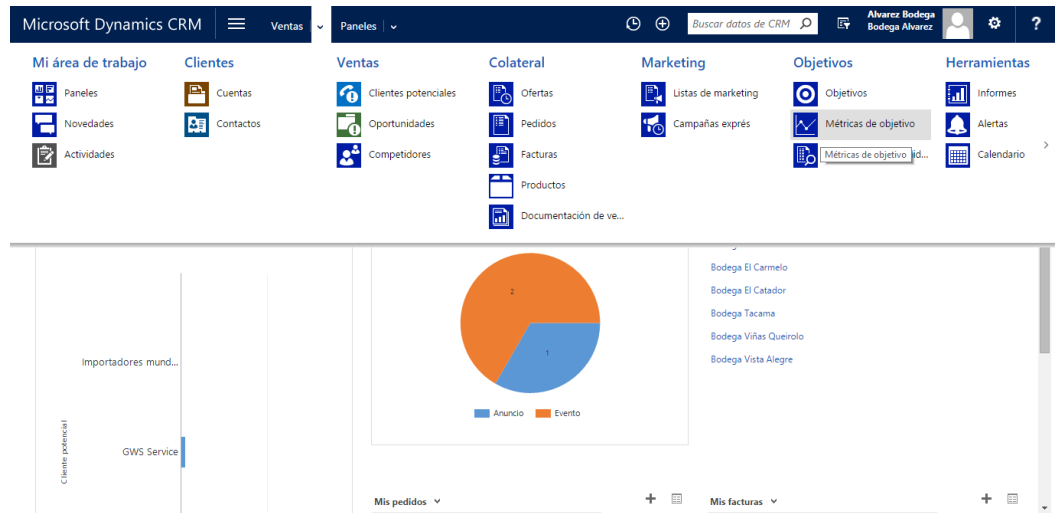 Microsoft Dynamics CRM
Ventas
Paneles
Buscar datos de CRM
Alvarez Bodega
Bodega Alvarez
?
Mi área de trabajo
Paneles
Novedades
Actividades
Clientes
Cuentas
Contactos
Ventas
Clientes potenciales
Oportunidades
Competidores
Colateral
Ofertas
Pedidos
Facturas
Productos
Documentación de ve...
Marketing
Listas de marketing
Campañas exprés
Objetivos
Objetivos
Métricas de objetivo
Métricas de objetivo
Herramientas
Informes
Alertas
Calendario
Importadores mund...
GWS Service
Cliente potencial
2
1
Anuncio
Evento
Bodega El Carmelo
Bodega El Catador
Bodega Tacama
Bodega Viñas Queirolo
Bodega Vista Alegre
Mis pedidos
Mis facturas